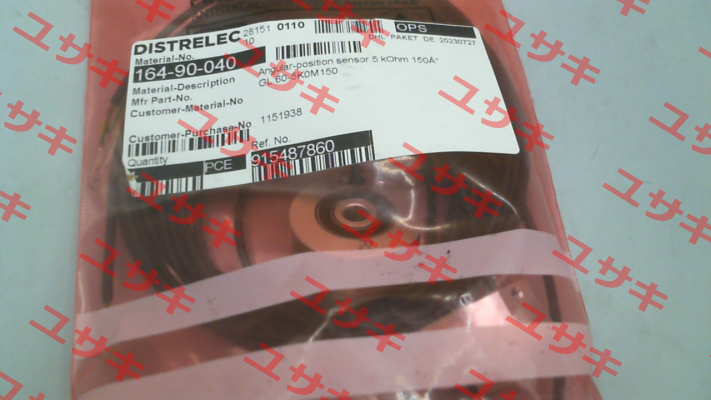 DISTRELEC
28151 0110
10
OPS
DHL PAKET DE 20230727
Material-No.
164-90-040
Angular-position sensor 5 kOhm 150Â°
Material-Description
GL 60-5K0M150
Mfr Part-No.
Customer-Material-No
Customer-Purchase-No 1151938
Ref. No.
Quantity
PCE
915487860
ユサキ